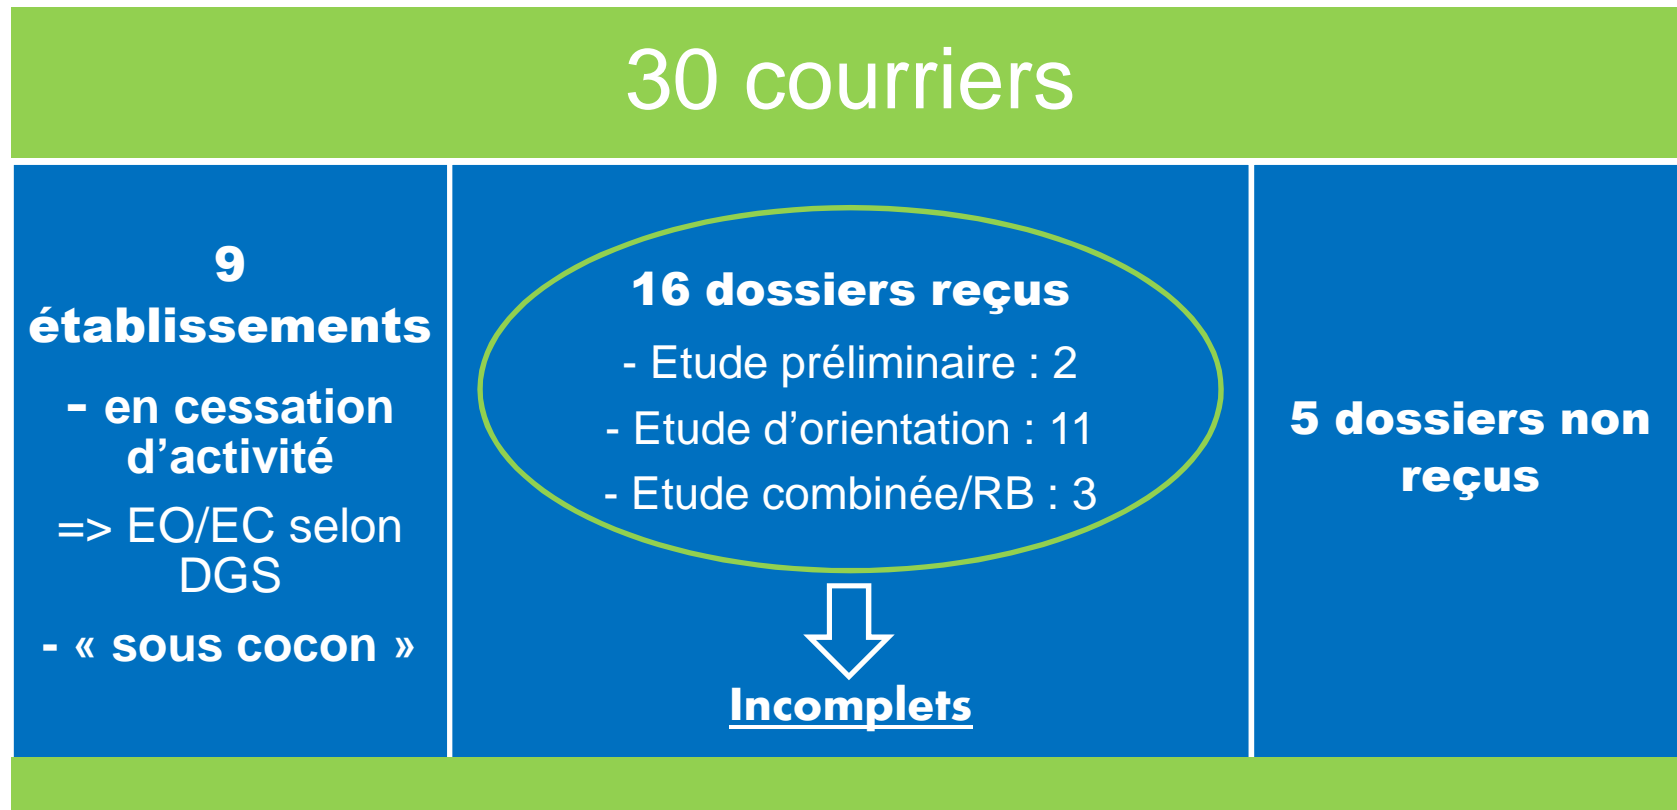 30 courriers
9
établissements
- en cessation
d’activité
=> EO/EC selon
DGS
- « sous cocon »
16 dossiers reçus
- Etude préliminaire : 2
- Etude d’orientation : 11
- Etude combinée/RB : 3
Incomplets
5 dossiers non
reçus